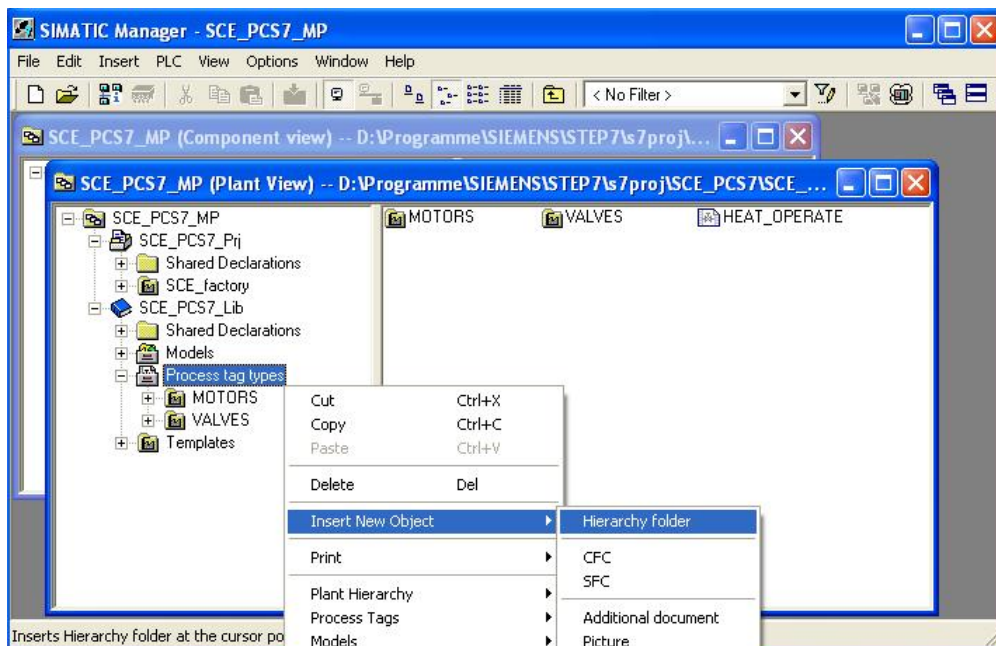 SIMATIC Manager - SCE_PCS7_MP
File Edit Insert PLC View Options Window Help
< No Filter >
SCE_PCS7_MP (Component view) -- D:\Programme\SIEMENS\STEP7\s7proj\...
SCE_PCS7_MP (Plant View) -- D:\Programme\SIEMENS\STEP7\s7proj\SCE_PCS7\SCE_...
SCE_PCS7_MP
SCE_PCS7_Prj
Shared Declarations
SCE_factory
SCE_PCS7_Lib
Shared Declarations
Models
Process tag types
MOTORS
VALVES
Templates
MOTORS VALVES HEAT_OPERATE
Cut Ctrl+X
Copy Ctrl+C
Paste Ctrl+V
Delete Del
Insert New Object
Print
Plant Hierarchy
Process Tags
Models
Hierarchy folder
CFC
SFC
Additional document
Picture
Inserts Hierarchy folder at the cursor po